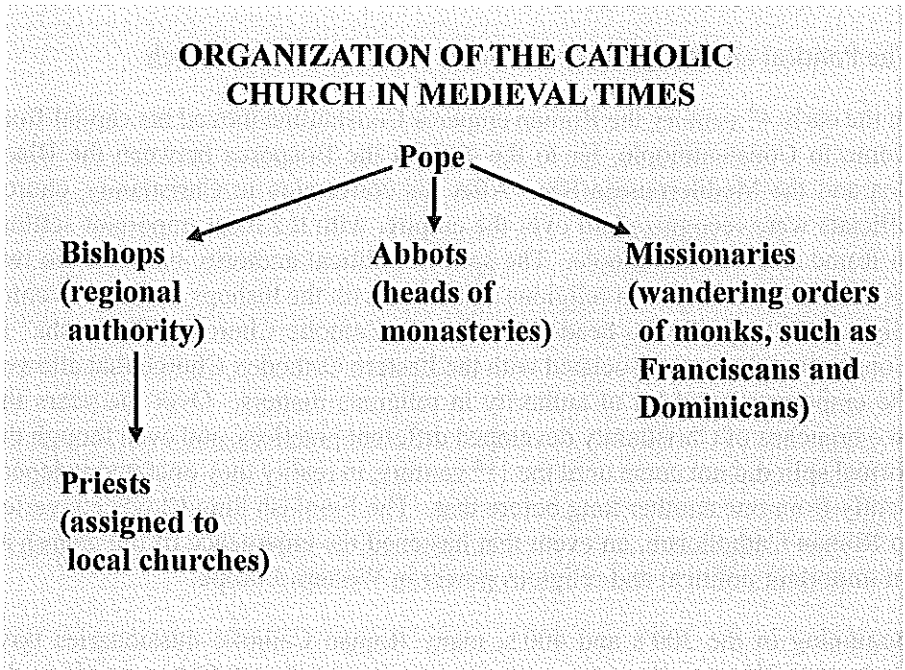 ORGANIZATION OF THE CATHOLIC
CHURCH IN MEDIEVAL TIMES
Pope
Bishops
(regional
authority)
Abbots
(heads of
monasteries)
Missionaries
(wandering orders
of monks, such as
Franciscans and
Dominicans)
Priests
(assigned to
local churches)